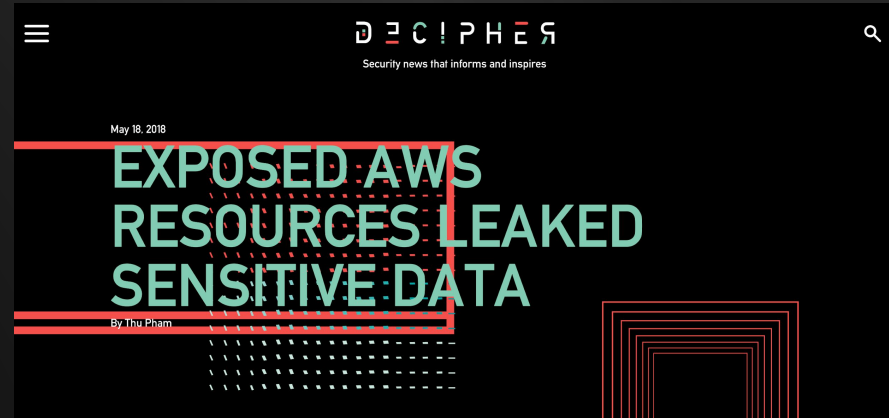 DECIPHER
Security news that informs and inspires
May 18, 2018
EXPOSED AWS
RESOURCES LEAKED
SENSITIVE DATA
By Thu Pham